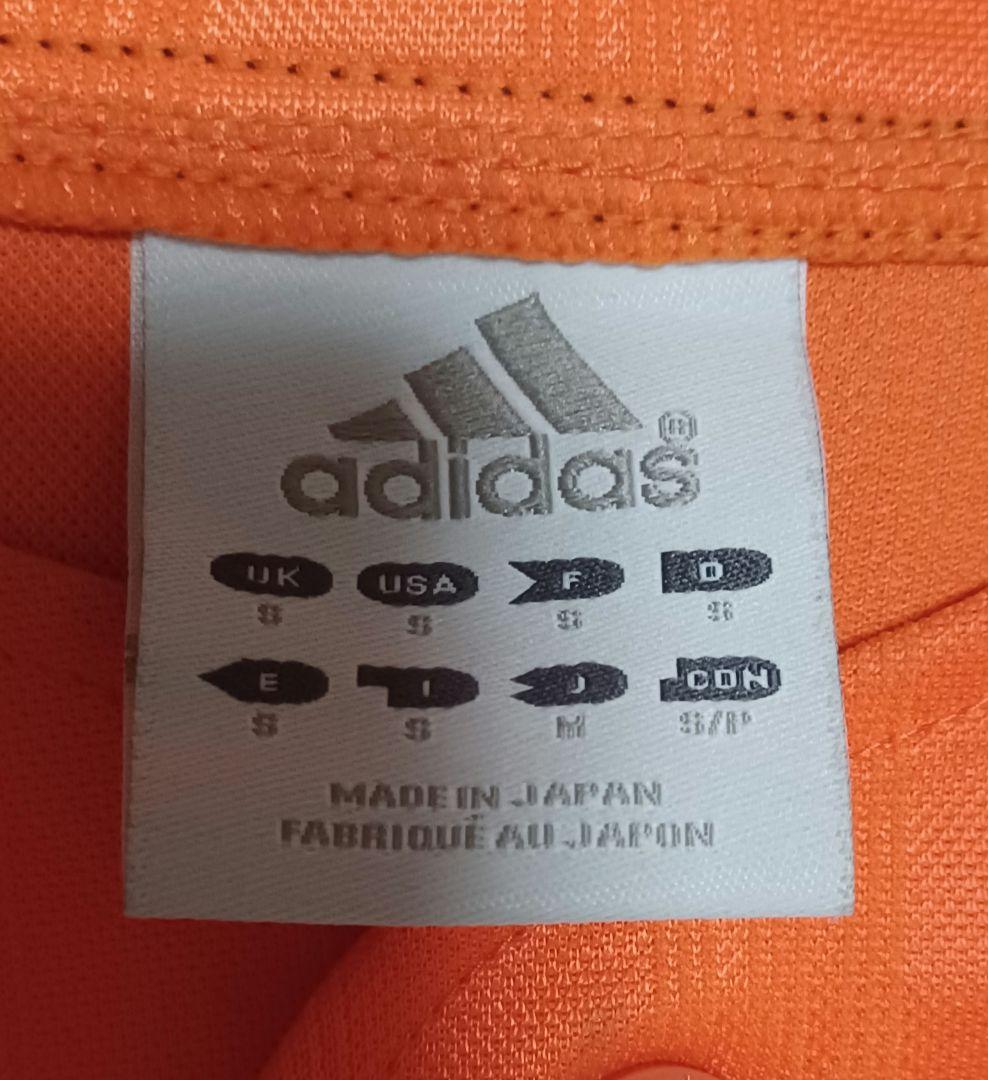 adidas®
UK USA F D
S S S S
E I J CDN
S S M S/P
MADE IN JAPAN
FABRIQUÉ AU JAPON